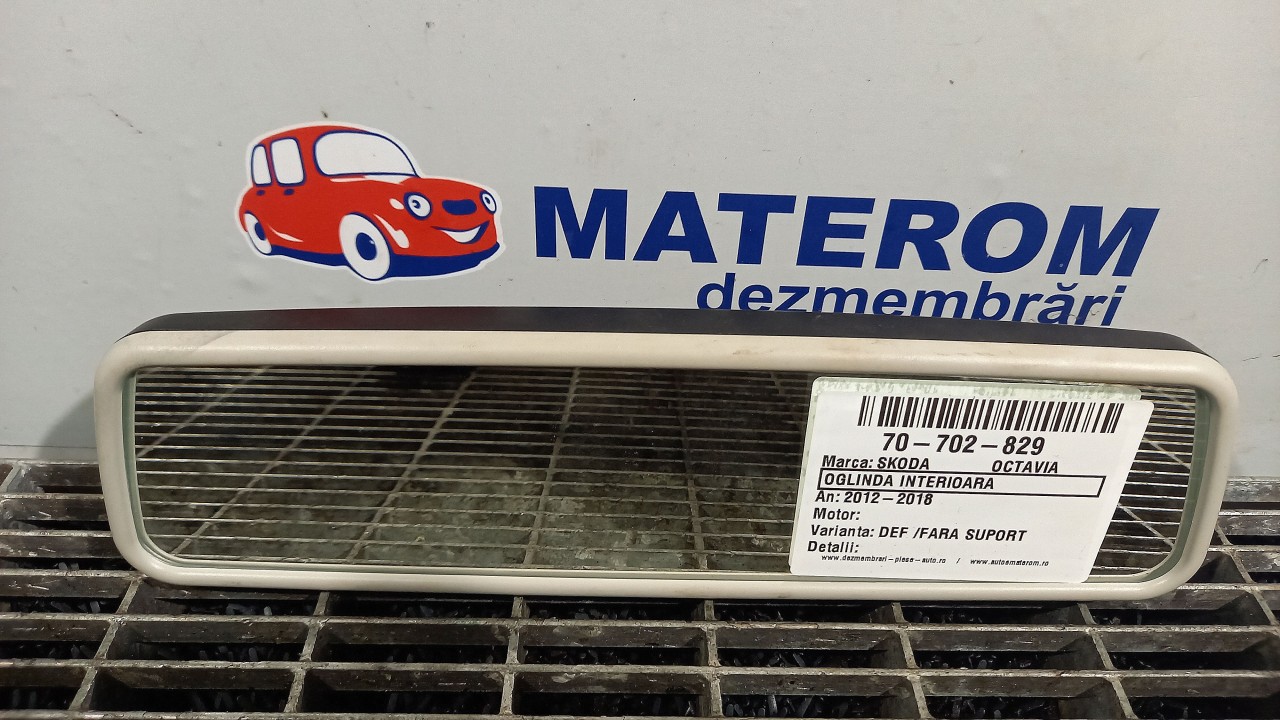 MATEROM
dezmembrări
70-702-829
Marca: SKODA OCTAVIA
OGLINDA INTERIOARA
An: 2012-2018
Motor:
Varianta: DEF /FARA SUPORT
Detalii:
www.dezmembrari-piese-auto.ro / www.autoematerom.ro